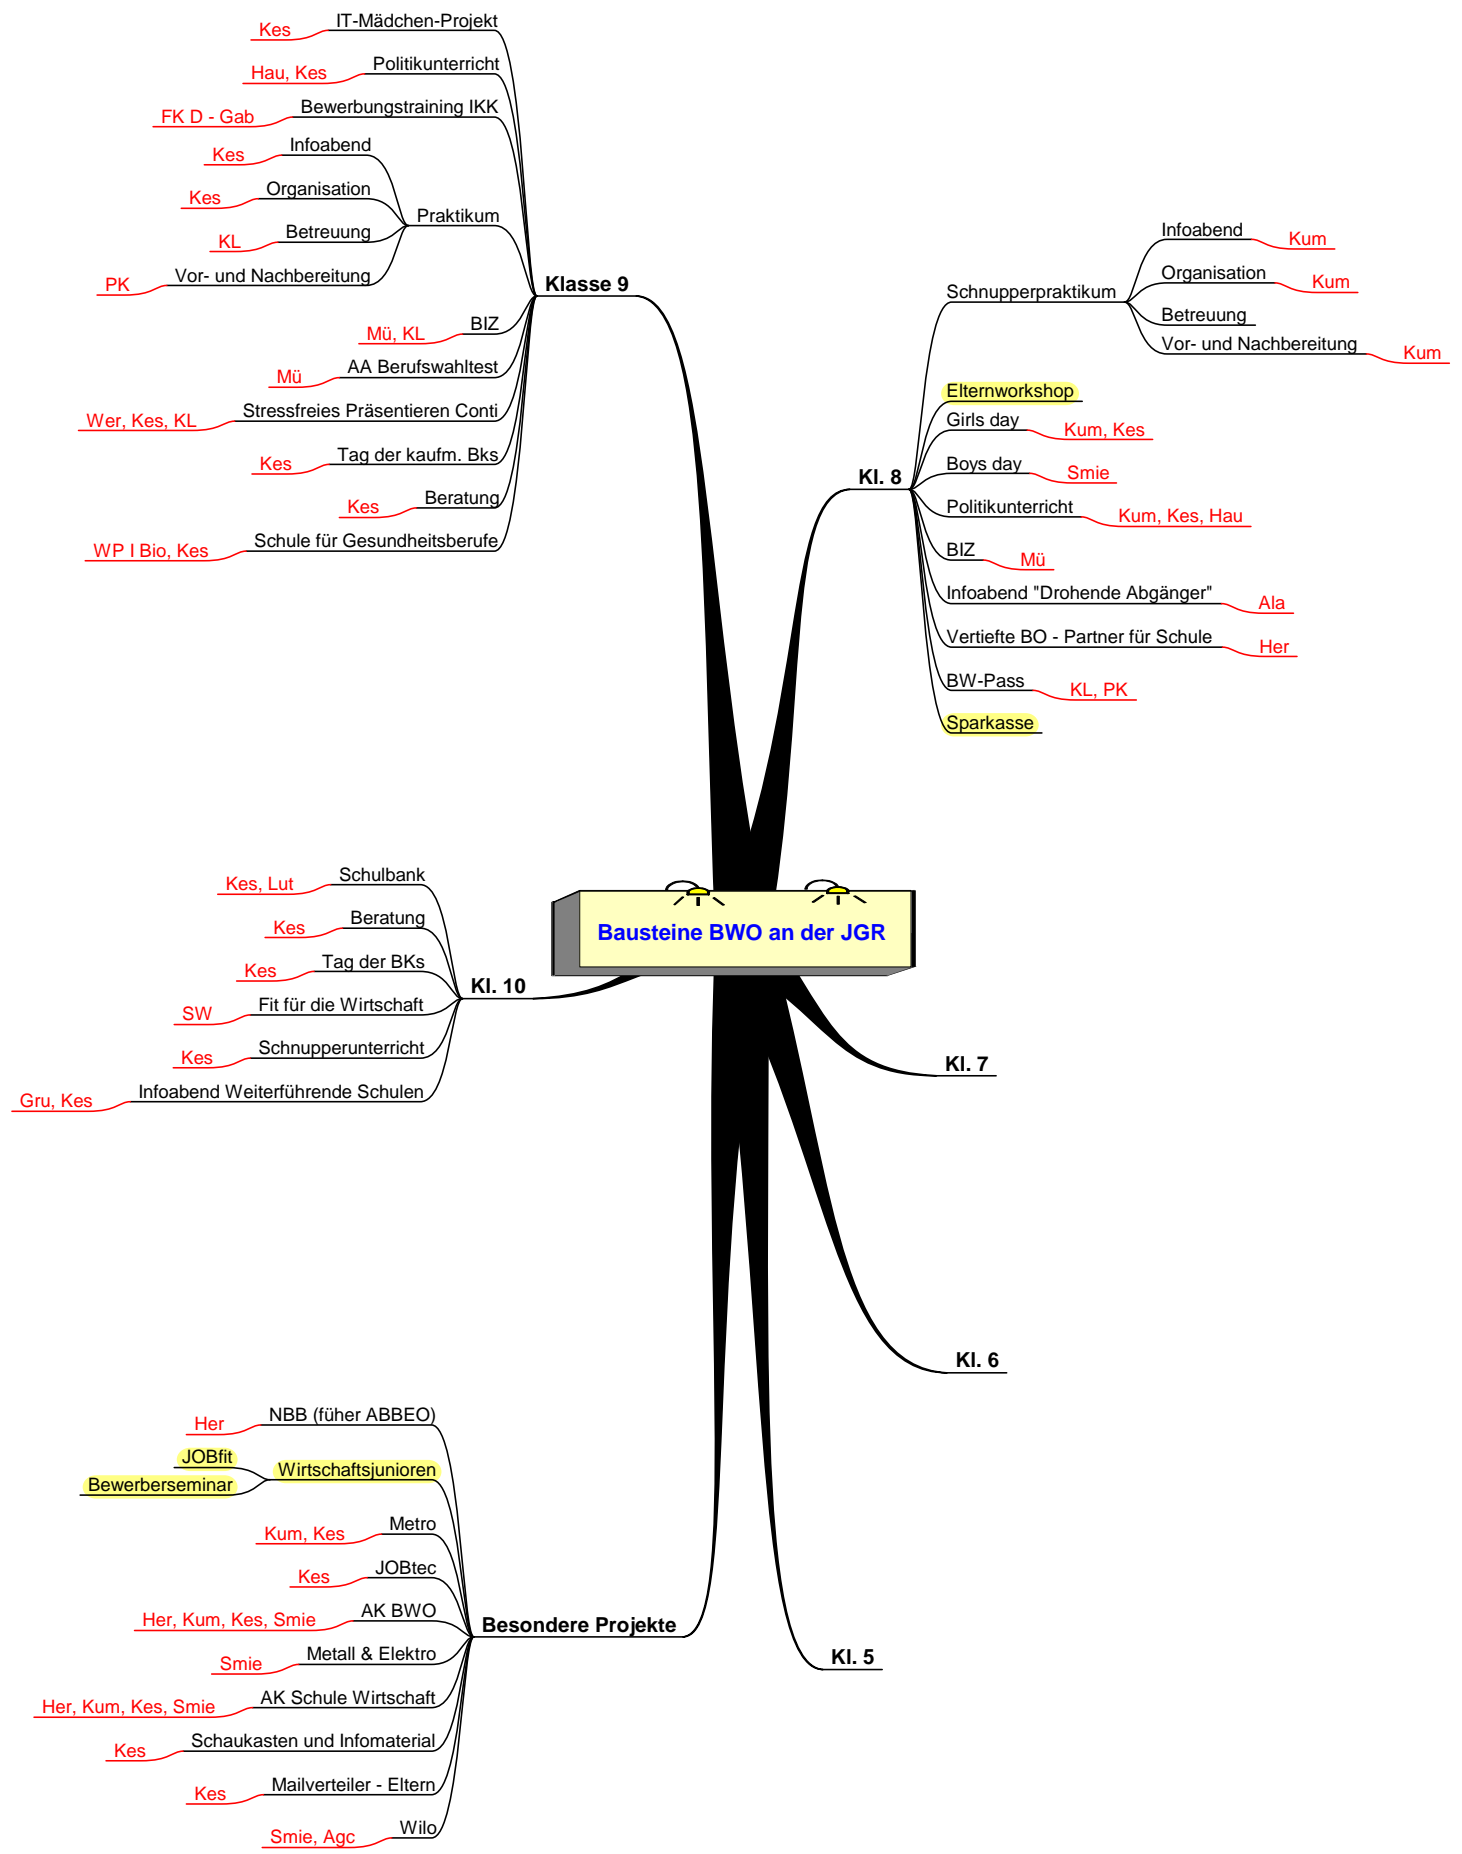 Bausteine BWO an der JGR
Klasse 9
IT-Mädchen-Projekt
Kes
Politikunterricht
Hau, Kes
Bewerbungstraining IKK
FK D - Gab
Praktikum
Infoabend
Kes
Organisation
Kes
Betreuung
KL
Vor- und Nachbereitung
PK
BIZ
Mü, KL
AA Berufswahltest
Mü
Stressfreies Präsentieren Conti
Wer, Kes, KL
Tag der kaufm. Bks
Kes
Beratung
Kes
Schule für Gesundheitsberufe
WP I Bio, Kes
Kl. 8
Schnupperpraktikum
Infoabend
Kum
Organisation
Kum
Betreuung
Vor- und Nachbereitung
Kum
Elternworkshop
Girls day
Kum, Kes
Boys day
Smie
Politikunterricht
Kum, Kes, Hau
BIZ
Mü
Infoabend "Drohende Abgänger"
Ala
Vertiefte BO - Partner für Schule
Her
BW-Pass
KL, PK
Sparkasse
Kl. 10
Schulbank
Kes, Lut
Beratung
Kes
Tag der BKs
Kes
Fit für die Wirtschaft
SW
Schnupperunterricht
Kes
Infoabend Weiterführende Schulen
Gru, Kes
Kl. 7
Kl. 6
Kl. 5
Besondere Projekte
NBB (füher ABBEO)
Her
Wirtschaftsjunioren
JOBfit
Bewerberseminar
Metro
Kum, Kes
JOBtec
Kes
AK BWO
Her, Kum, Kes, Smie
Metall & Elektro
Smie
AK Schule Wirtschaft
Her, Kum, Kes, Smie
Schaukasten und Infomaterial
Kes
Mailverteiler - Eltern
Kes
Wilo
Smie, Agc